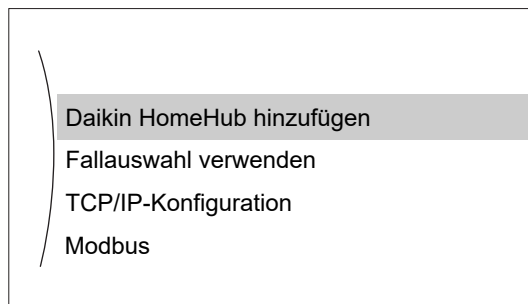 Daikin HomeHub hinzufügen
Fallauswahl verwenden
TCP/IP-Konfiguration
Modbus